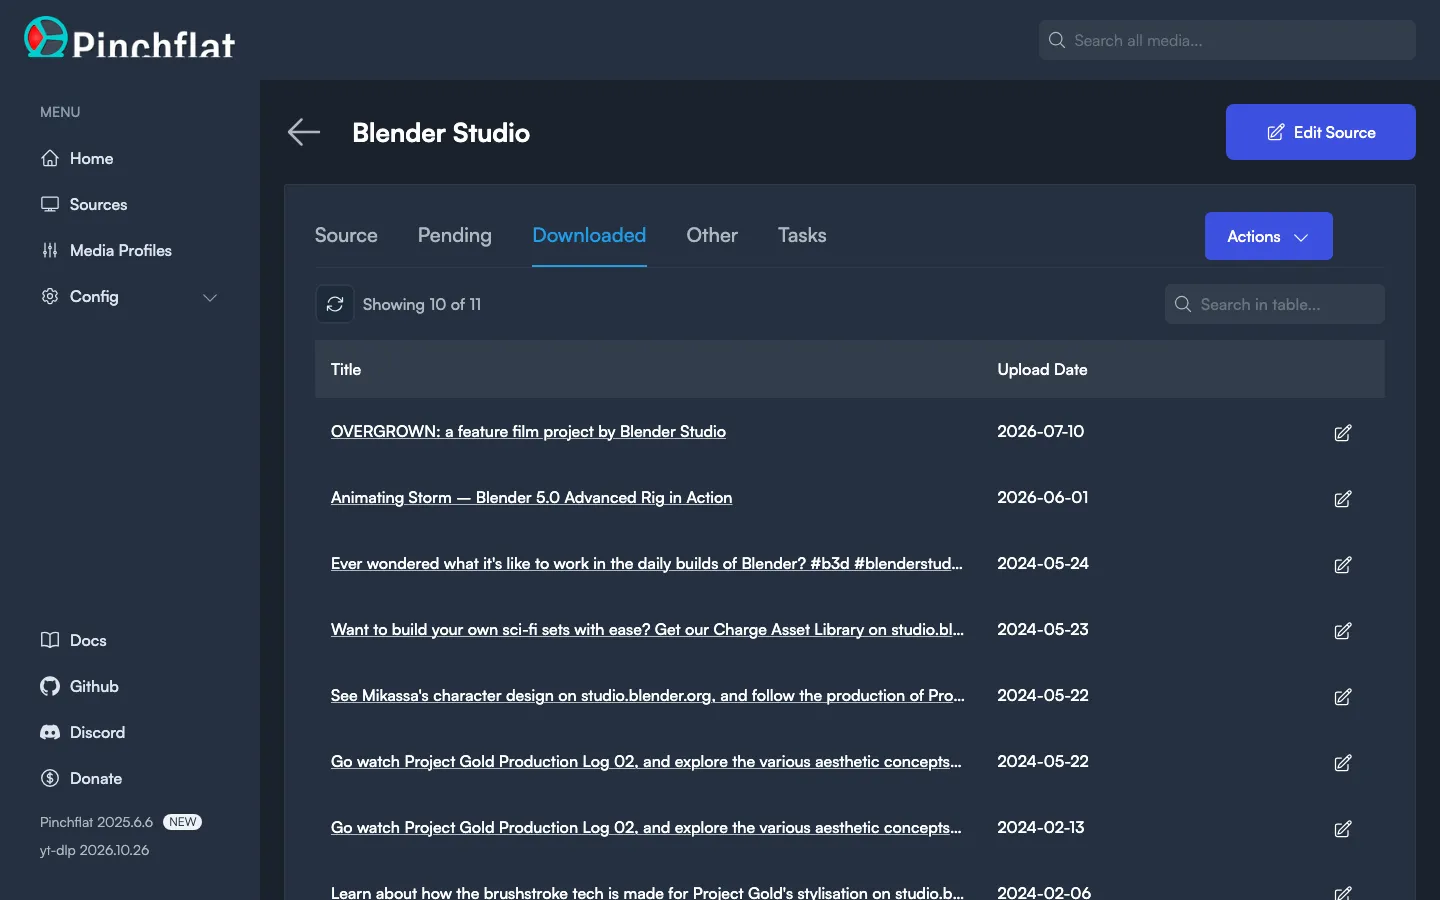 Pinchflat
Search all media...
MENU
Home
Sources
Media Profiles
Config
Docs
Github
Discord
Donate
Pinchflat 2025.6.6 NEW
yt-dlp 2026.10.26
Blender Studio
Edit Source
Source Pending Downloaded Other Tasks
Actions
Showing 10 of 11
Search in table...
Title Upload Date
OVERGROWN: a feature film project by Blender Studio 2026-07-10
Animating Storm — Blender 5.0 Advanced Rig in Action 2026-06-01
Ever wondered what it's like to work in the daily builds of Blender? #b3d #blenderstud... 2024-05-24
Want to build your own sci-fi sets with ease? Get our Charge Asset Library on studio.bl... 2024-05-23
See Mikassa's character design on studio.blender.org, and follow the production of Pro... 2024-05-22
Go watch Project Gold Production Log 02, and explore the various aesthetic concepts... 2024-05-22
Go watch Project Gold Production Log 02, and explore the various aesthetic concepts... 2024-02-13
Learn about how the brushstroke tech is made for Project Gold's stylisation on studio.b... 2024-02-06